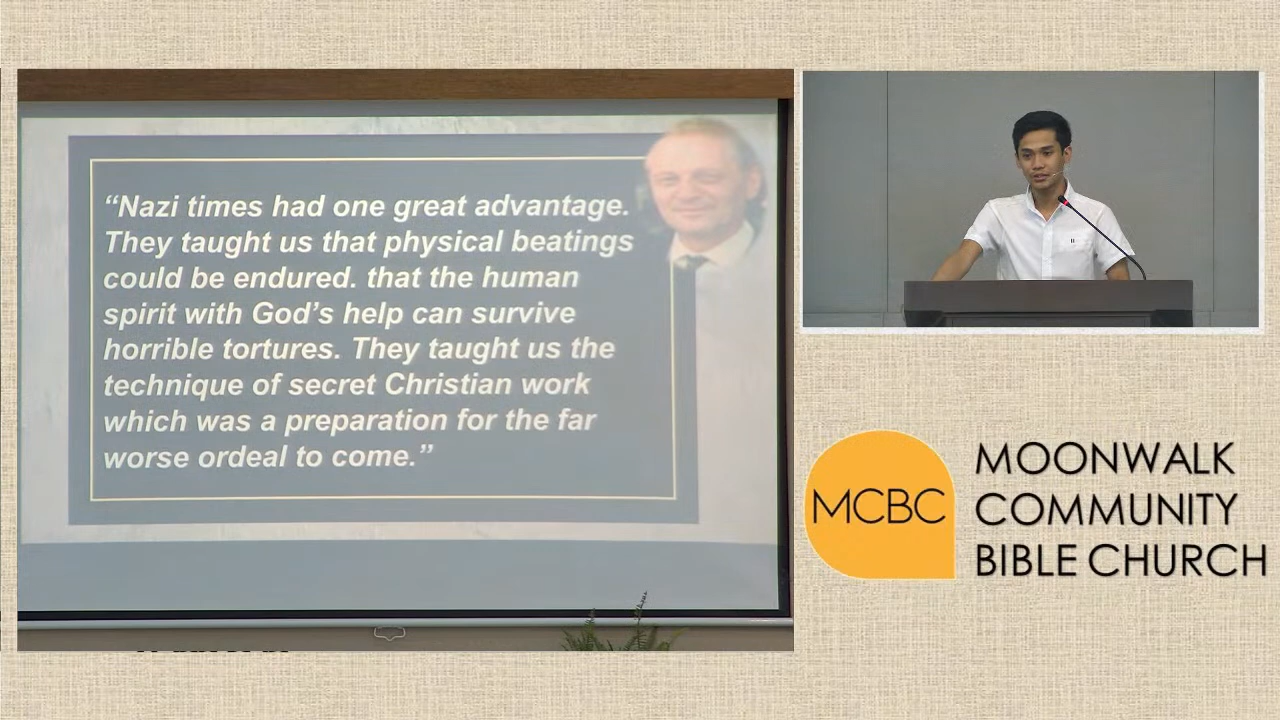 “Nazi times had one great advantage.
They taught us that physical beatings
could be endured. that the human
spirit with God’s help can survive
horrible tortures. They taught us the
technique of secret Christian work
which was a preparation for the far
worse ordeal to come.”
MCBC
MOONWALK
COMMUNITY
BIBLE CHURCH